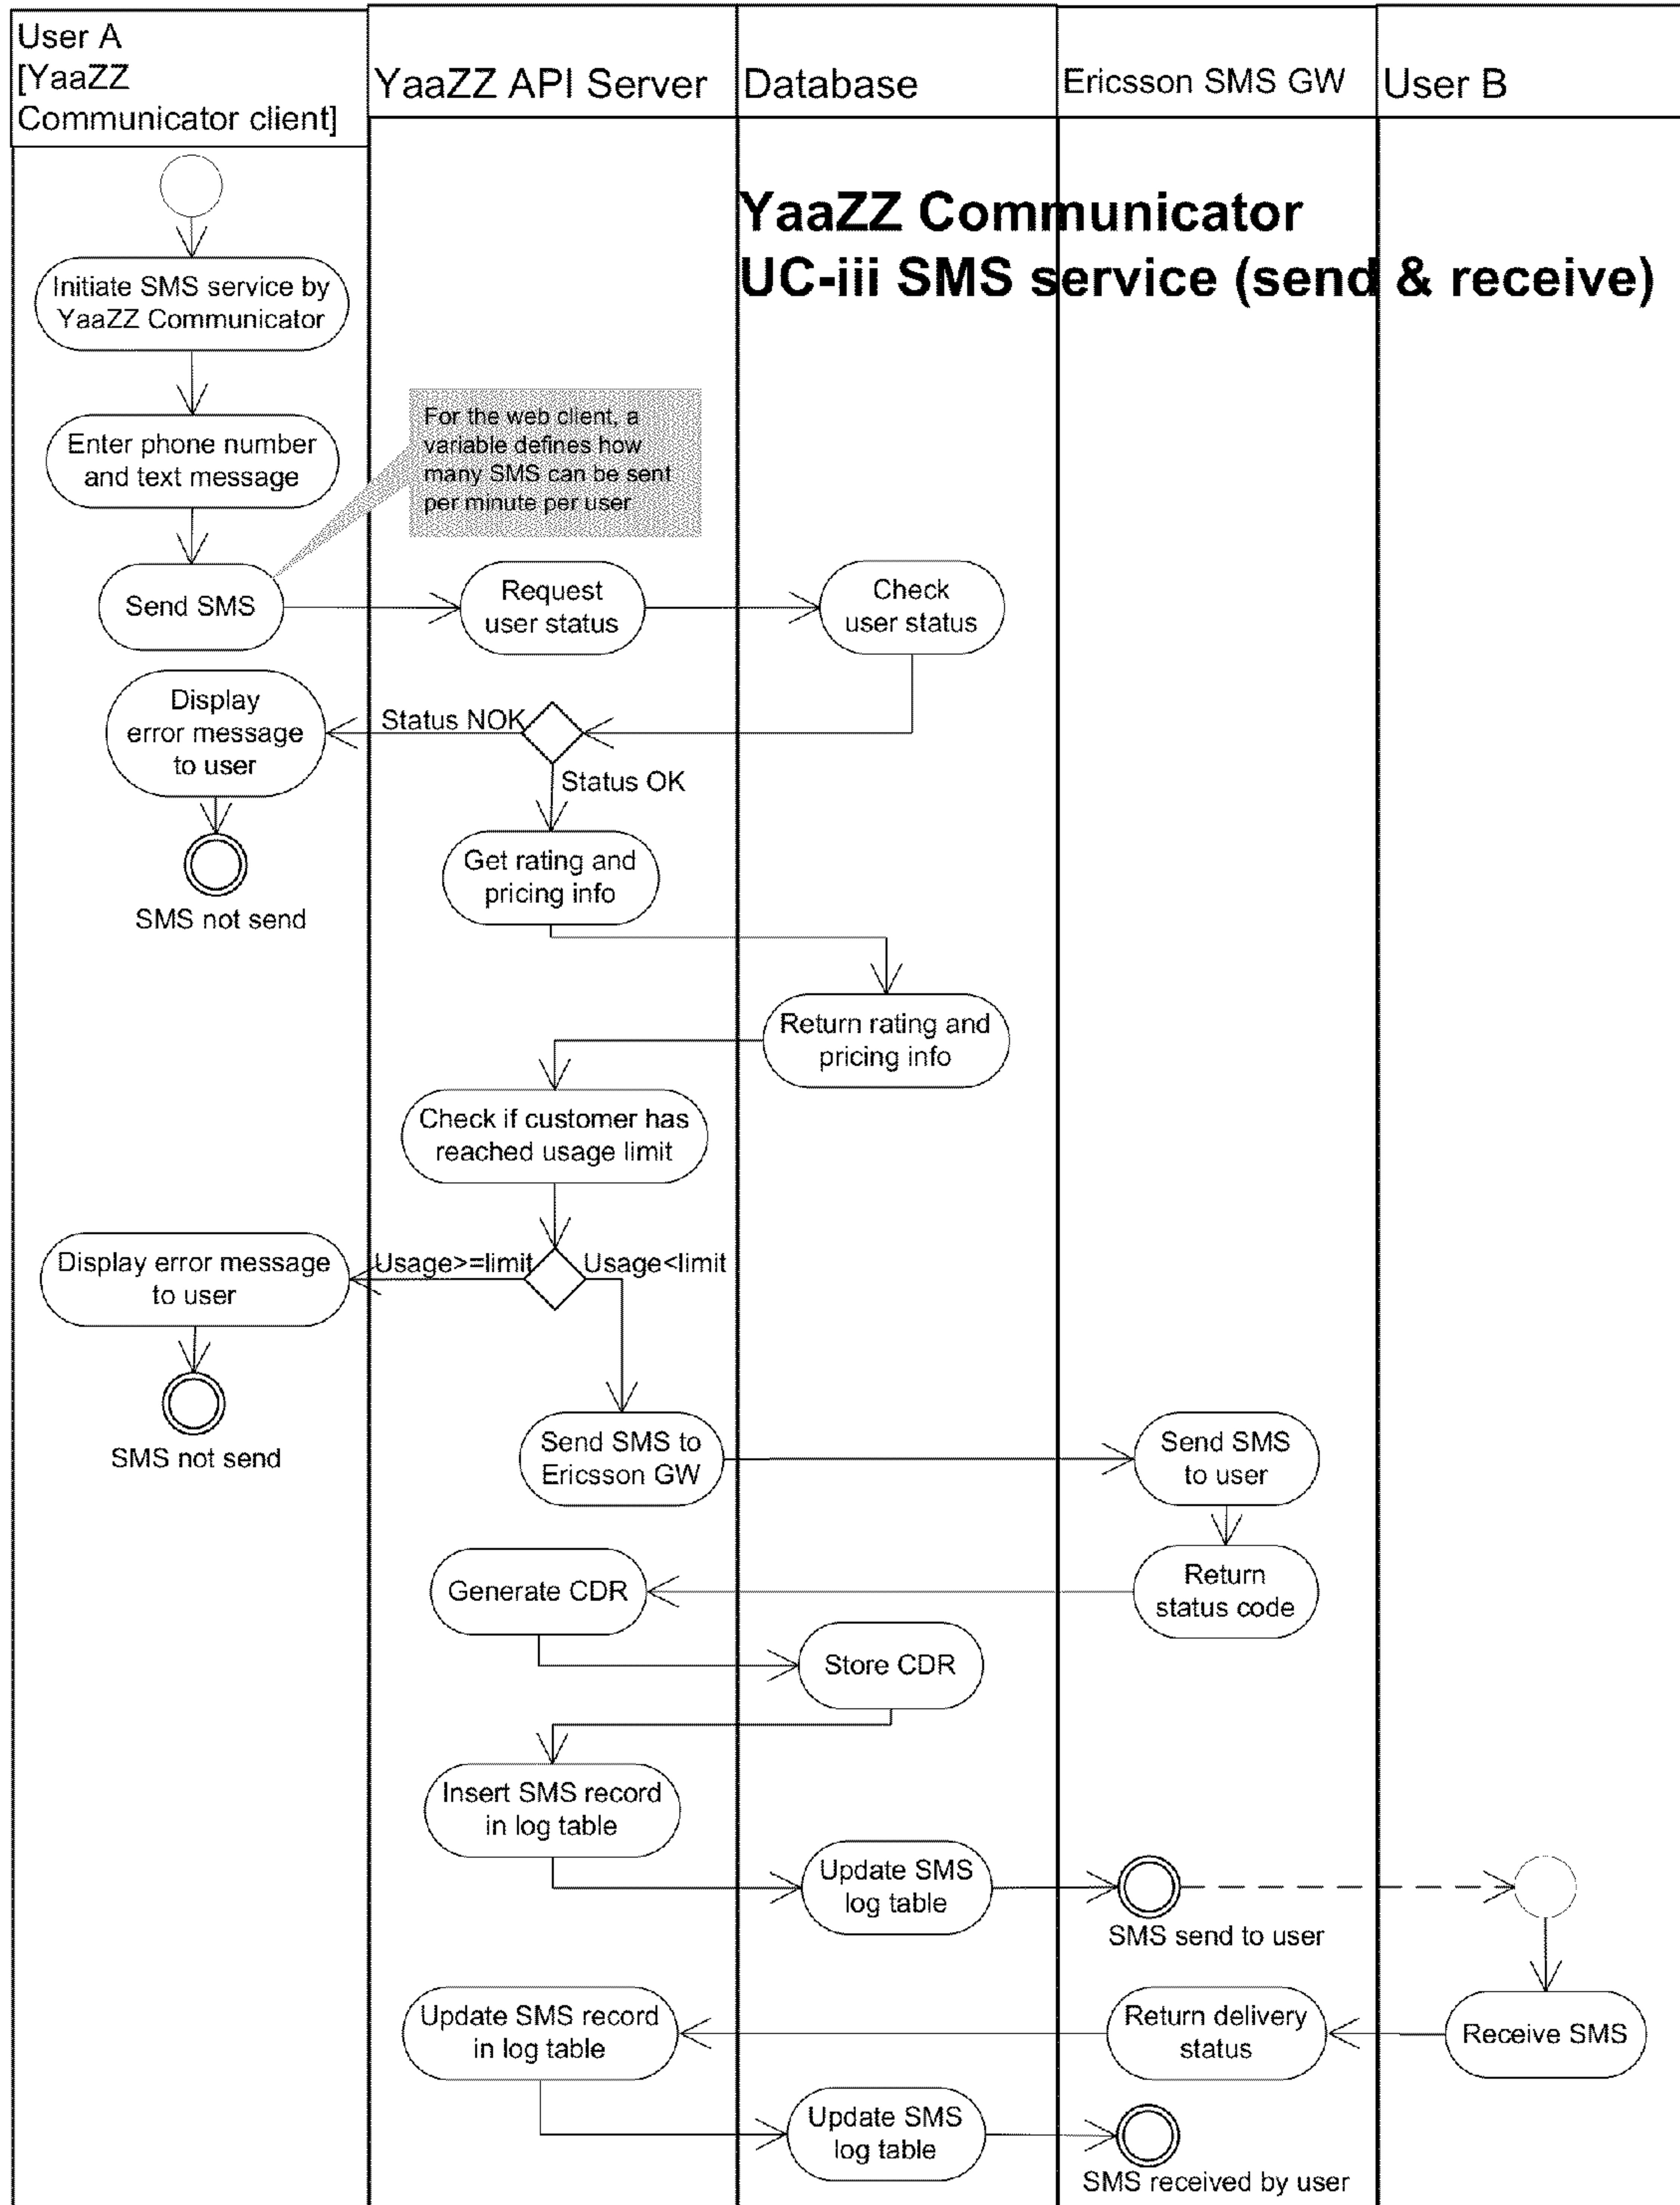 User A
[YaaZZ
Communicator client]
YaaZZ API Server
Database
Ericsson SMS GW
User B
YaaZZ Communicator
UC-iii SMS service (send & receive)
Initiate SMS service by
YaaZZ Communicator
Enter phone number
and text message
For the web client, a
variable defines how
many SMS can be sent
per minute per user
Send SMS
Request
user status
Check
user status
Display
error message
to user
Status NOK
Status OK
SMS not send
Get rating and
pricing info
Return rating and
pricing info
Check if customer has
reached usage limit
Display error message
to user
Usage>=limit
Usage<limit
SMS not send
Send SMS to
Ericsson GW
Send SMS
to user
Generate CDR
Return
status code
Store CDR
Insert SMS record
in log table
Update SMS
log table
SMS send to user
Update SMS record
in log table
Return delivery
status
Receive SMS
Update SMS
log table
SMS received by user